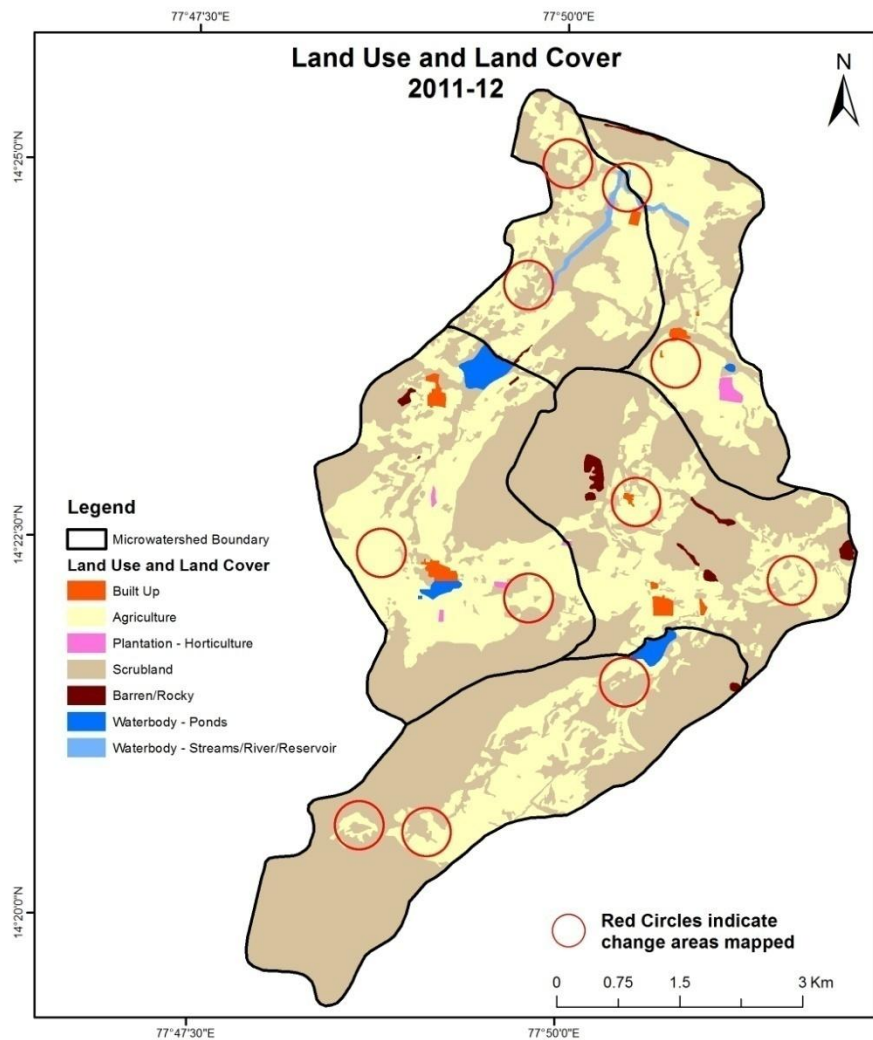 77°47'30"E
77°50'0"E
Land Use and Land Cover
2011-12
N
14°25'0"N
14°22'30"N
14°20'0"N
Legend
Microwatershed Boundary
Land Use and Land Cover
Built Up
Agriculture
Plantation - Horticulture
Scrubland
Barren/Rocky
Waterbody - Ponds
Waterbody - Streams/River/Reservoir
Red Circles indicate
change areas mapped
0 0.75 1.5 3 Km
77°47'30"E
77°50'0"E